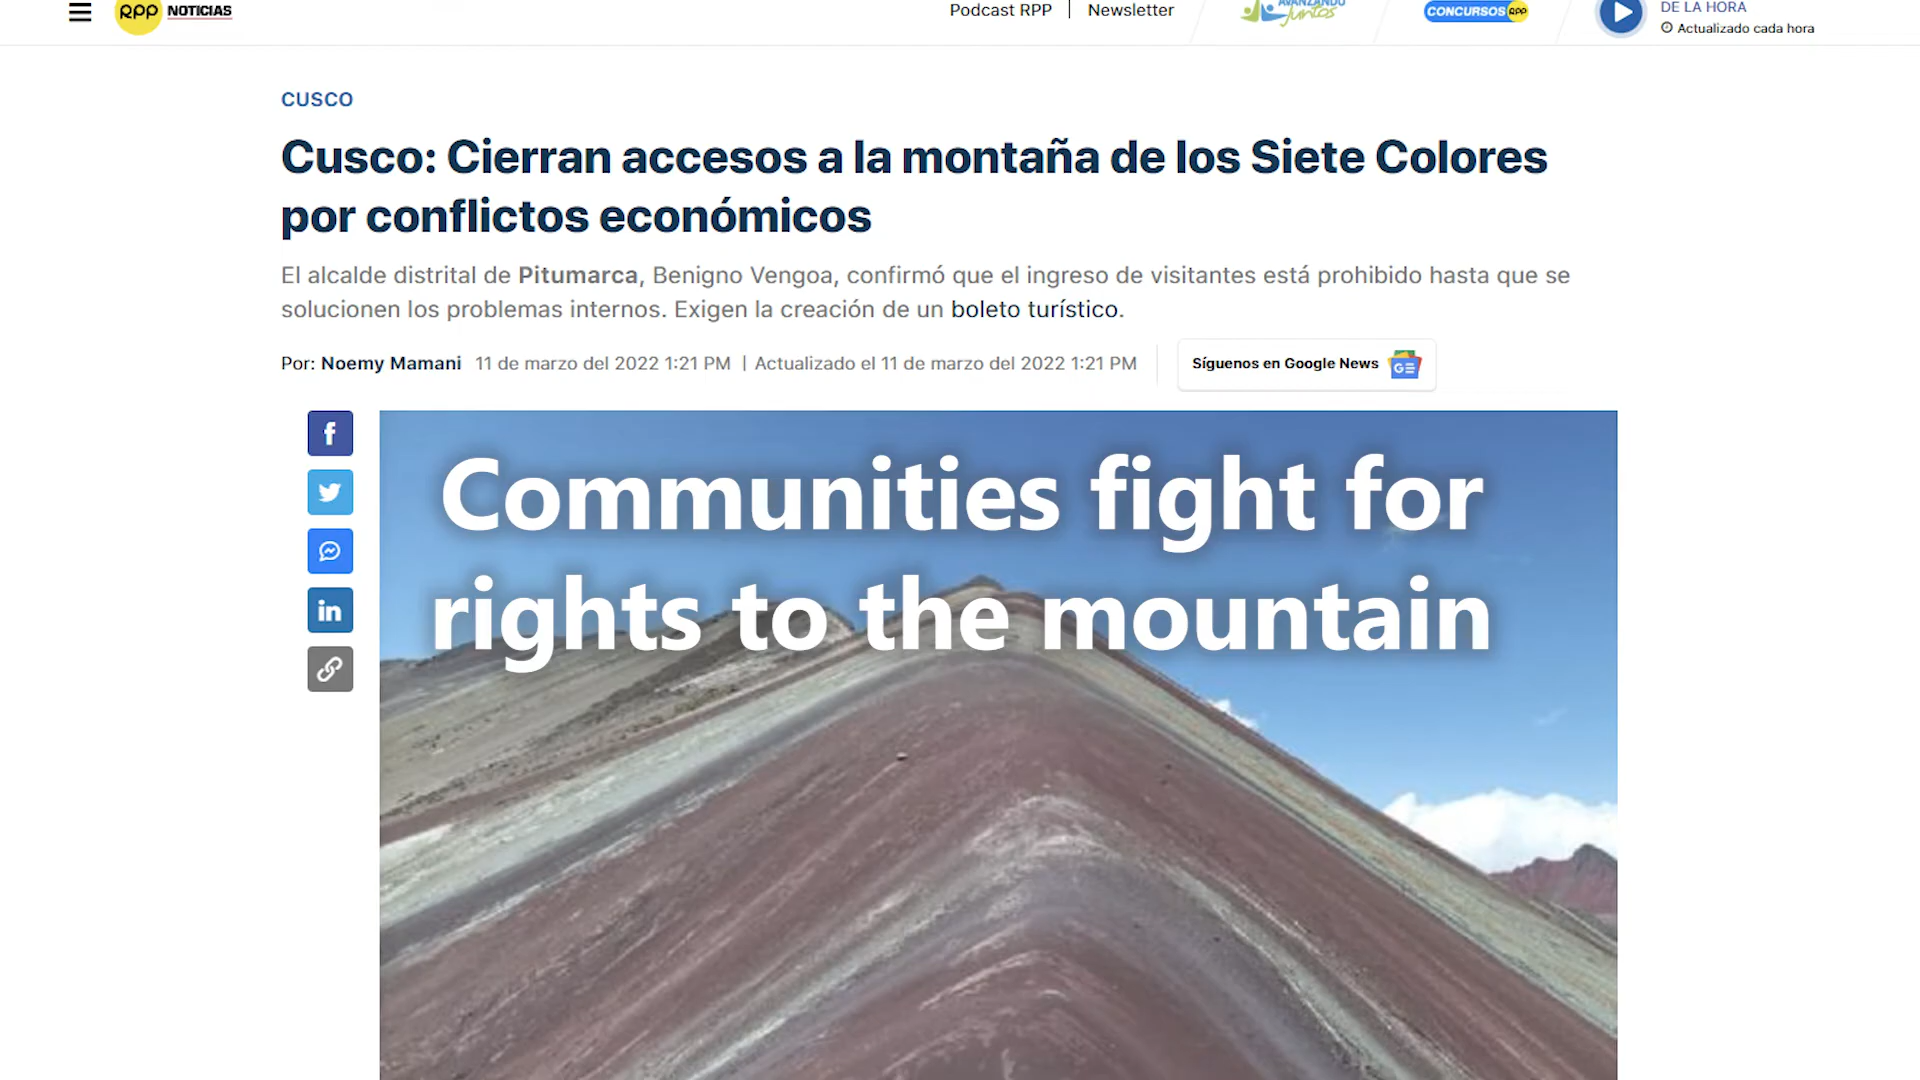 RPP NOTICIAS
Podcast RPP | Newsletter
AVANZANDO
juntos
CONCURSOS RPP
DE LA HORA
Actualizado cada hora
CUSCO
Cusco: Cierran accesos a la montaña de los Siete Colores
por conflictos económicos
El alcalde distrital de Pitumarca, Benigno Vengoa, confirmó que el ingreso de visitantes está prohibido hasta que se
solucionen los problemas internos. Exigen la creación de un boleto turístico.
Por: Noemy Mamani 11 de marzo del 2022 1:21 PM | Actualizado el 11 de marzo del 2022 1:21 PM
Síguenos en Google News
Communities fight for
rights to the mountain